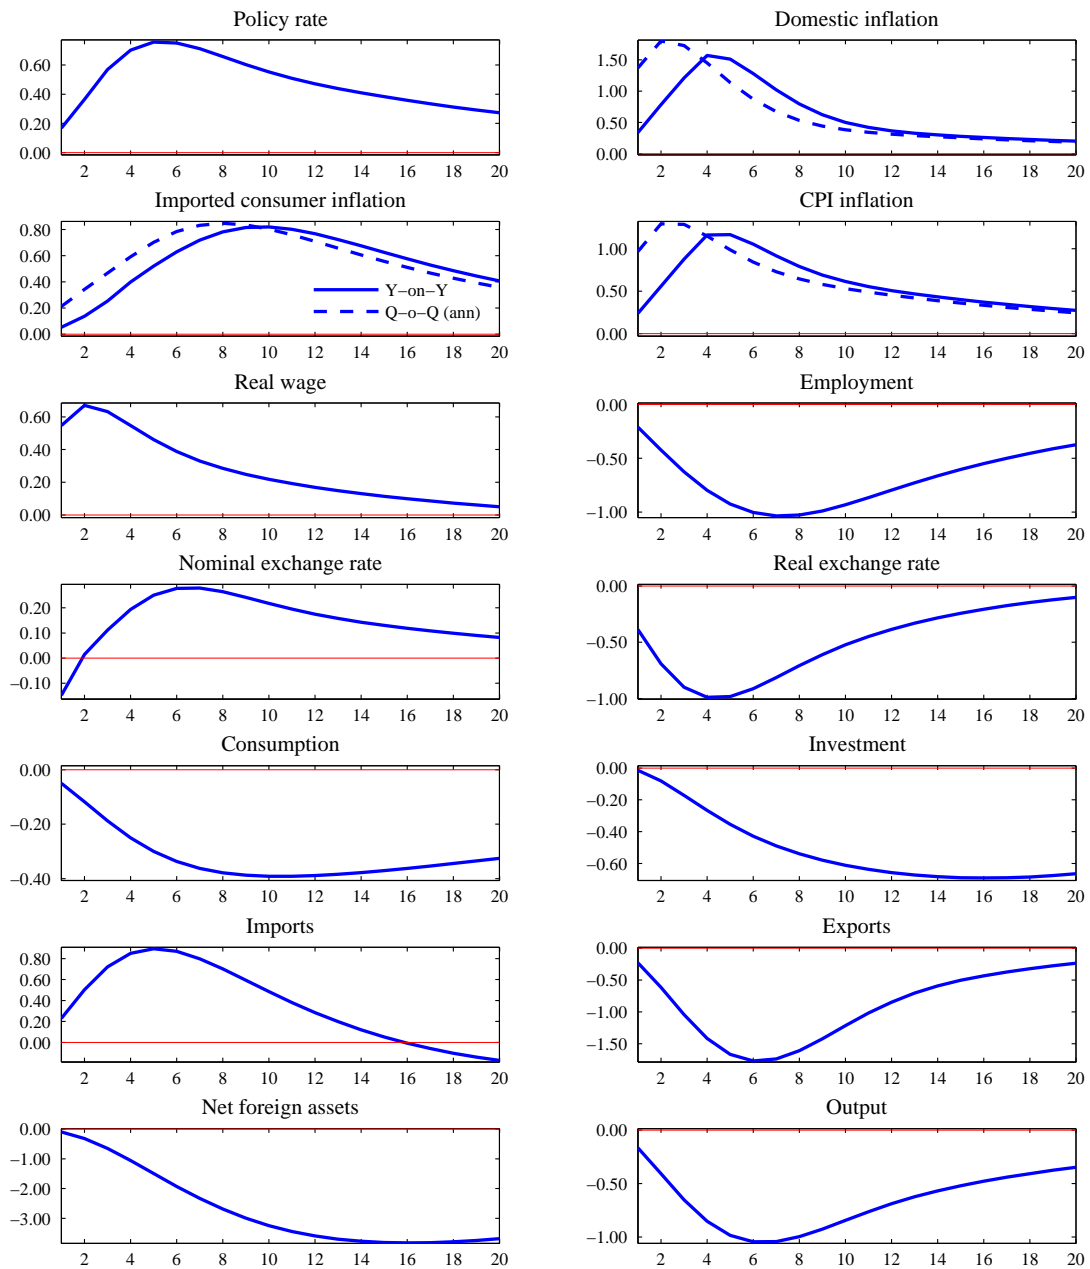 Policy rate
0.60
0.40
0.20
0.00
2 4 6 8 10 12 14 16 18 20
Domestic inflation
1.50
1.00
0.50
0.00
2 4 6 8 10 12 14 16 18 20
Imported consumer inflation
0.80
0.60
0.40
0.20
0.00
Y−on−Y
Q−o−Q (ann)
2 4 6 8 10 12 14 16 18 20
CPI inflation
1.00
0.50
0.00
2 4 6 8 10 12 14 16 18 20
Real wage
0.60
0.40
0.20
0.00
2 4 6 8 10 12 14 16 18 20
Employment
0.00
−0.50
−1.00
2 4 6 8 10 12 14 16 18 20
Nominal exchange rate
0.20
0.10
0.00
−0.10
2 4 6 8 10 12 14 16 18 20
Real exchange rate
0.00
−0.50
−1.00
2 4 6 8 10 12 14 16 18 20
Consumption
0.00
−0.20
−0.40
2 4 6 8 10 12 14 16 18 20
Investment
0.00
−0.20
−0.40
−0.60
2 4 6 8 10 12 14 16 18 20
Imports
0.80
0.60
0.40
0.20
0.00
2 4 6 8 10 12 14 16 18 20
Exports
0.00
−0.50
−1.00
−1.50
2 4 6 8 10 12 14 16 18 20
Net foreign assets
0.00
−1.00
−2.00
−3.00
2 4 6 8 10 12 14 16 18 20
Output
0.00
−0.50
−1.00
2 4 6 8 10 12 14 16 18 20